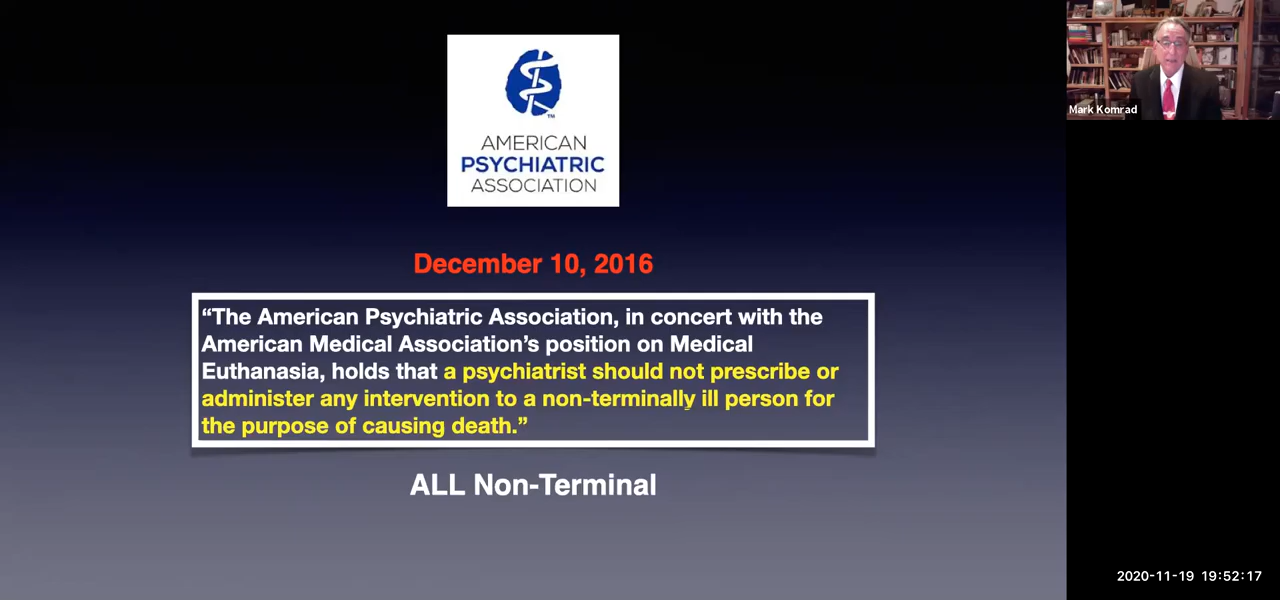 AMERICAN
PSYCHIATRIC
ASSOCIATION
TM
December 10, 2016
“The American Psychiatric Association, in concert with the
American Medical Association’s position on Medical
Euthanasia, holds that a psychiatrist should not prescribe or
administer any intervention to a non-terminally ill person for
the purpose of causing death.”
ALL Non-Terminal
Mark Komrad
2020-11-19 19:52:17